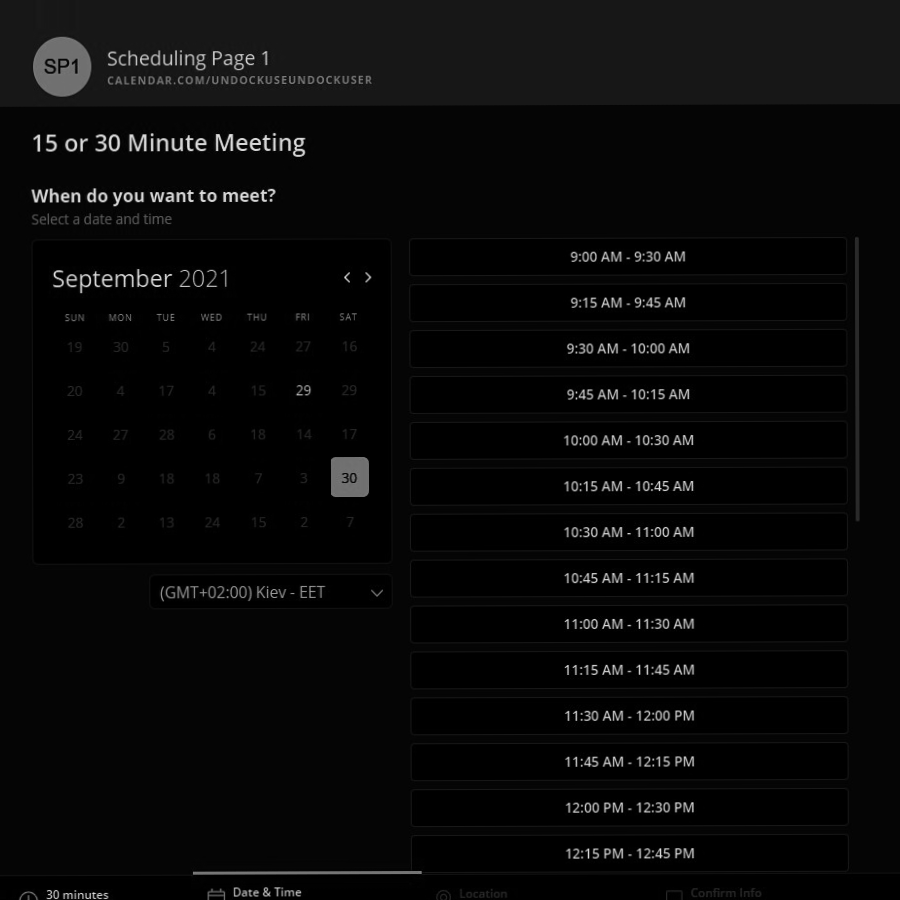 SP1
Scheduling Page 1
CALENDAR.COM/UNDOCKUSEUNDOCKUSER
15 or 30 Minute Meeting
When do you want to meet?
Select a date and time
September 2021
SUN MON TUE WED THU FRI SAT
19 30 5 4 24 27 16
20 4 17 4 15 29 29
24 27 28 6 18 14 17
23 9 18 18 7 3 30
28 2 13 24 15 2 7
(GMT+02:00) Kiev - EET
9:00 AM - 9:30 AM
9:15 AM - 9:45 AM
9:30 AM - 10:00 AM
9:45 AM - 10:15 AM
10:00 AM - 10:30 AM
10:15 AM - 10:45 AM
10:30 AM - 11:00 AM
10:45 AM - 11:15 AM
11:00 AM - 11:30 AM
11:15 AM - 11:45 AM
11:30 AM - 12:00 PM
11:45 AM - 12:15 PM
12:00 PM - 12:30 PM
12:15 PM - 12:45 PM
30 minutes
Date & Time
Location
Confirm Info